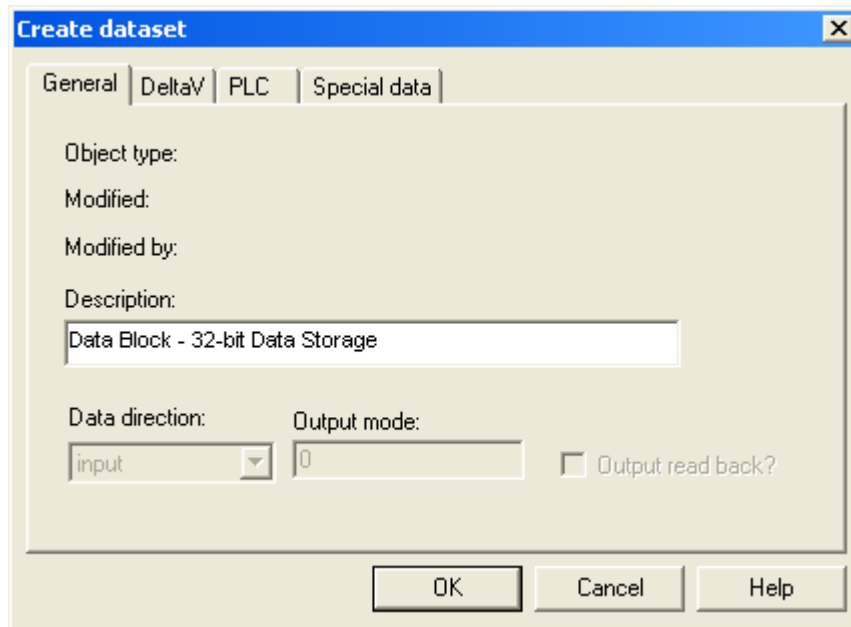 Create dataset
General DeltaV PLC Special data
Object type:
Modified:
Modified by:
Description:
Data Block - 32-bit Data Storage
Data direction: Output mode:
input 0 Output read back?
OK Cancel Help